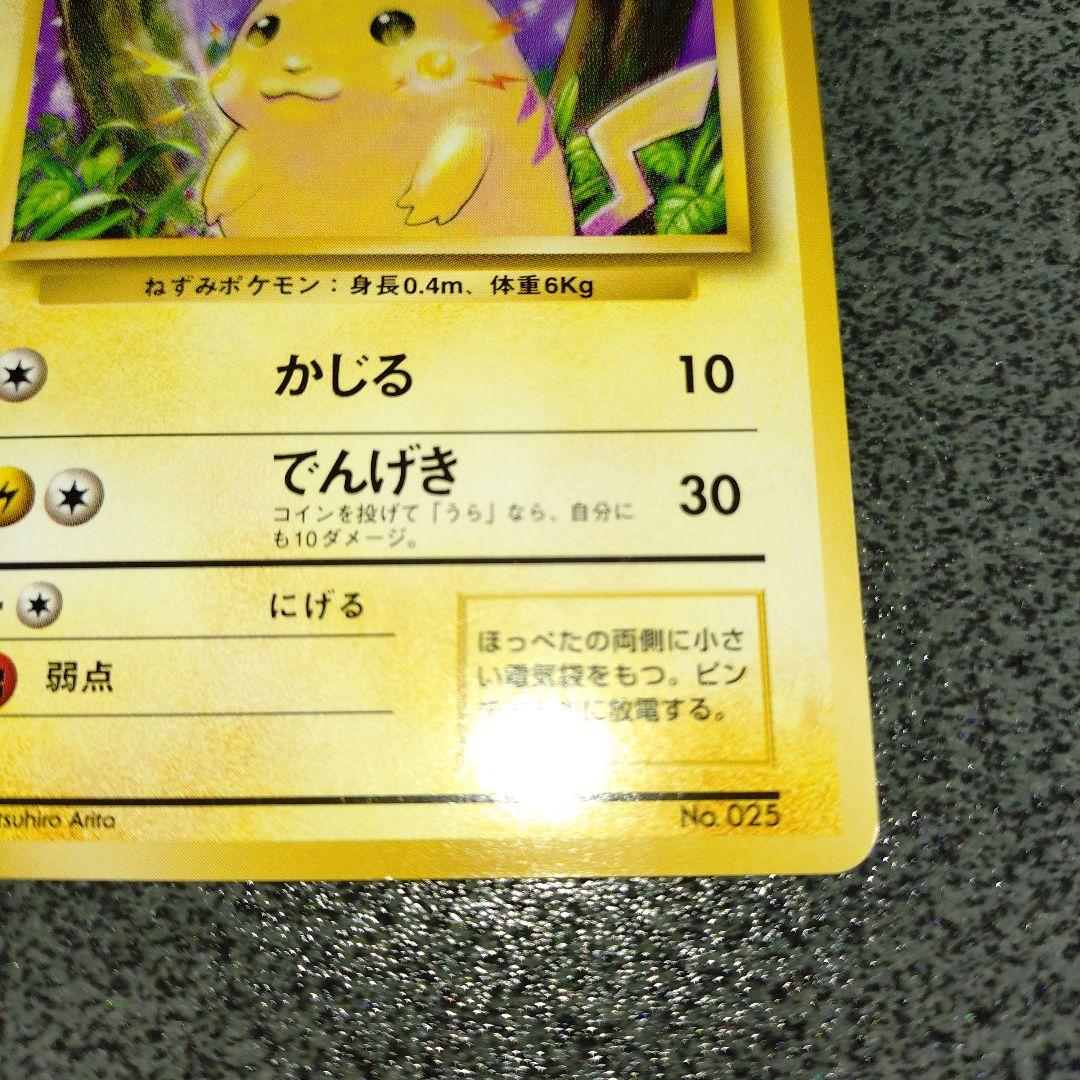 ねずみポケモン：身長0.4m、体重6Kg
かじる 10
でんげき 30
コインを投げて「うら」なら、自分に
も10ダメージ。
にげる
ほっぺたの両側に小さ
い電気袋をもつ。ピン
に放電する。
弱点
tsuhiro Arita
No. 025